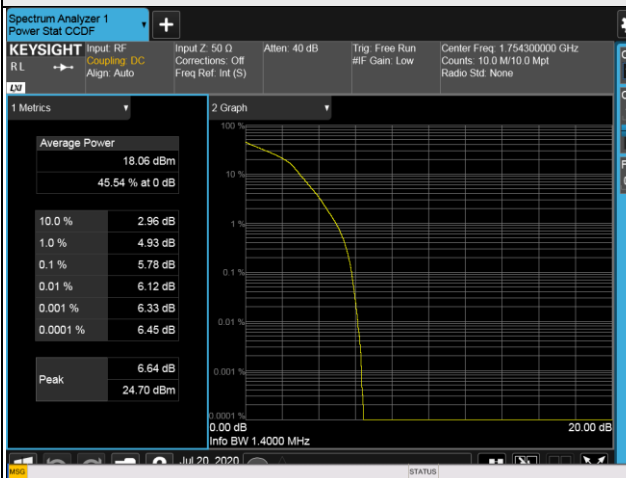 Spectrum Analyzer 1
Power Stat CCDF
+
KEYSIGHT
RL
LXI
Input: RF
Coupling: DC
Align: Auto
Input Z: 50 Ω
Corrections: Off
Freq Ref: Int (S)
Atten: 40 dB
Trig: Free Run
#IF Gain: Low
Center Freq: 1.754300000 GHz
Counts: 10.0 M/10.0 Mpt
Radio Std: None
1 Metrics
Average Power
18.06 dBm
45.54 % at 0 dB
10.0 % 2.96 dB
1.0 % 4.93 dB
0.1 % 5.78 dB
0.01 % 6.12 dB
0.001 % 6.33 dB
0.0001 % 6.45 dB
Peak
6.64 dB
24.70 dBm
2 Graph
100 %
10 %
1 %
0.1 %
0.01 %
0.001 %
0.0001 %
0.00 dB 20.00 dB
Info BW 1.4000 MHz
Jul 20, 2020
MSG STATUS